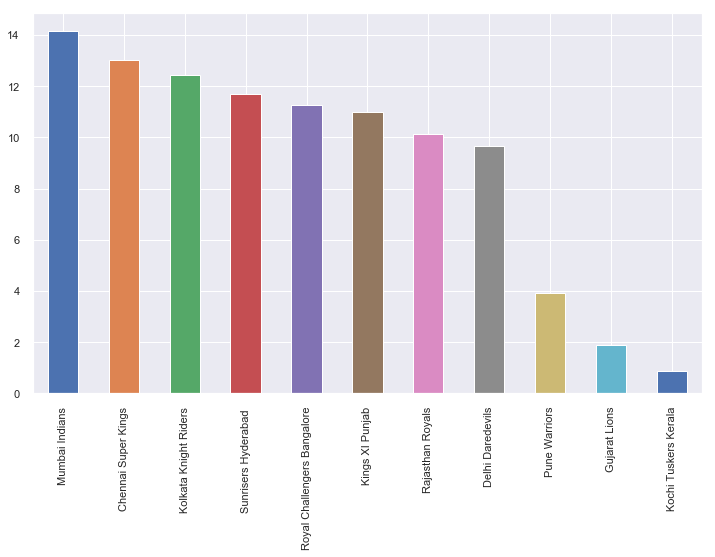 14
12
10
8
6
4
2
0
Mumbai Indians
Chennai Super Kings
Kolkata Knight Riders
Sunrisers Hyderabad
Royal Challengers Bangalore
Kings XI Punjab
Rajasthan Royals
Delhi Daredevils
Pune Warriors
Gujarat Lions
Kochi Tuskers Kerala